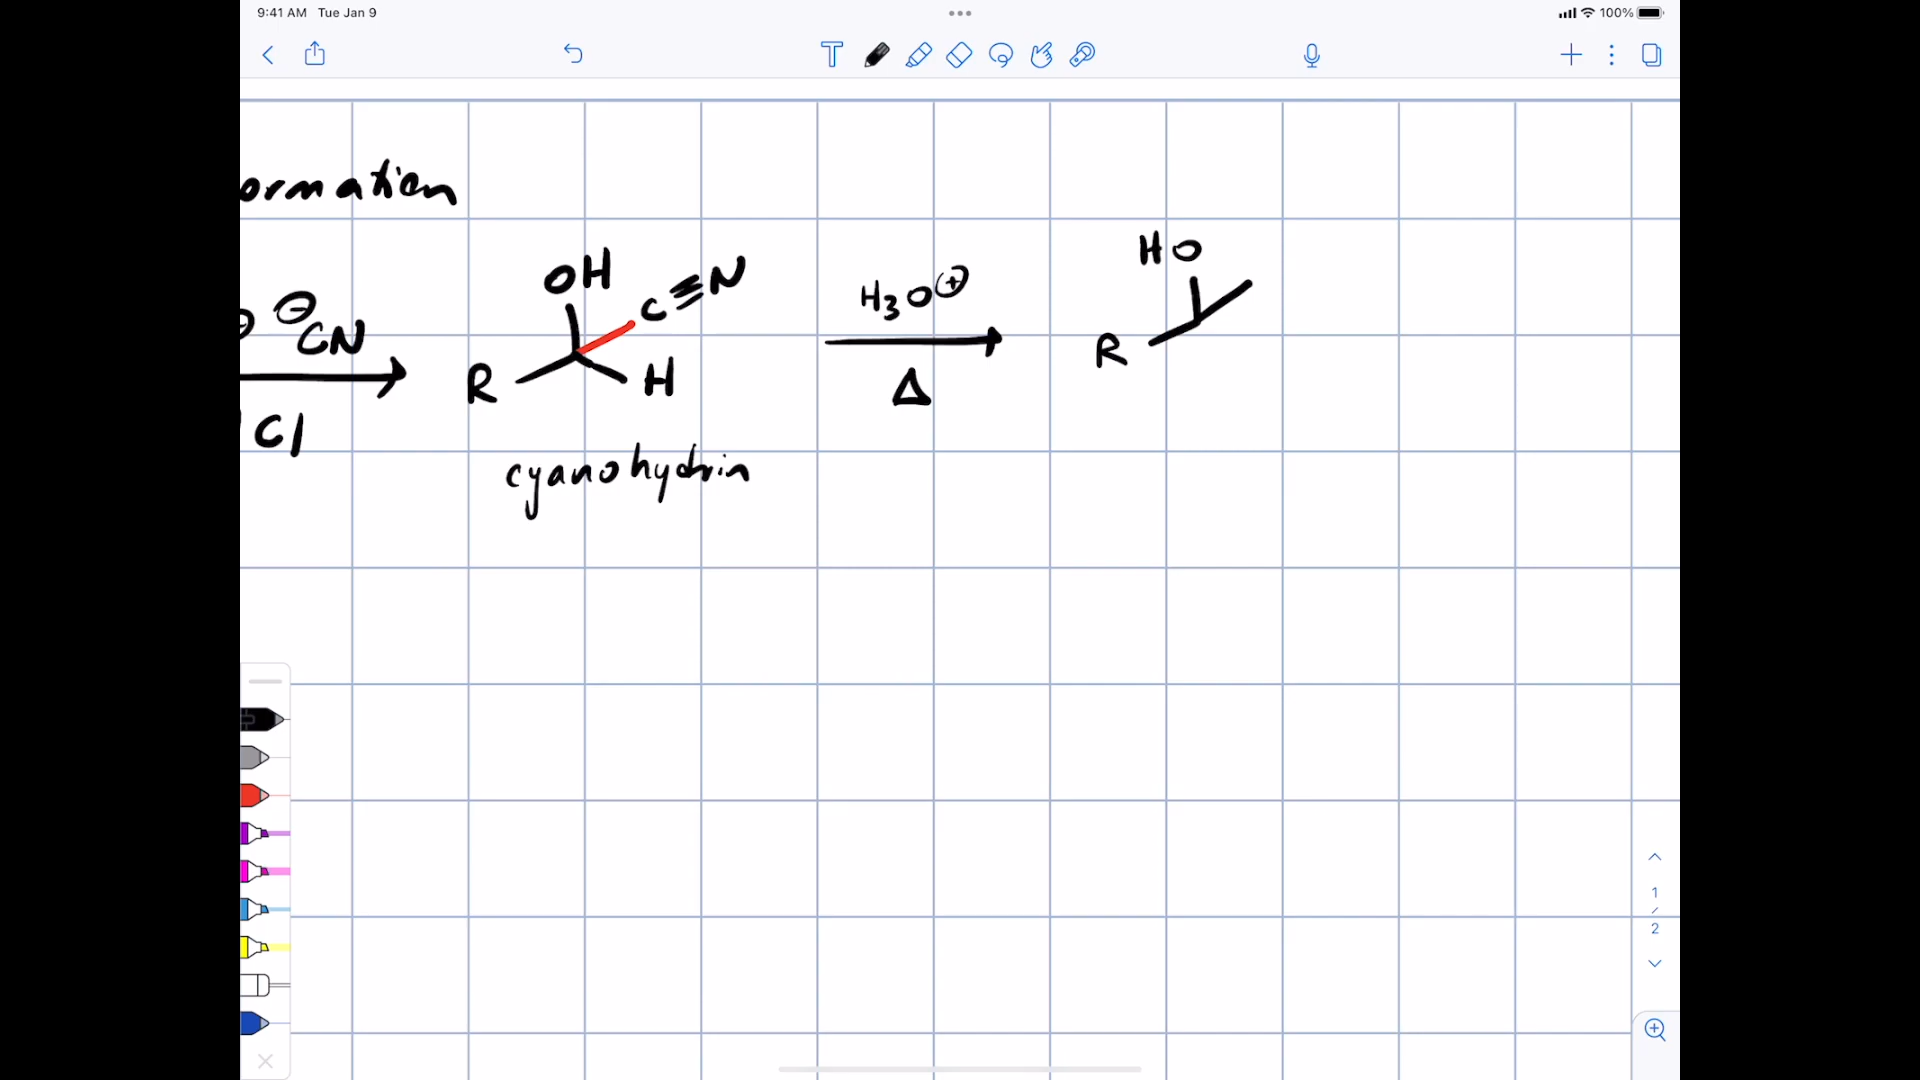 9:41 AM Tue Jan 9
100%
ormation
HO
OH
C≡N
H₃O⊕
⊖CN
R
R
H
Δ
Cl
cyanohydrin
1
/
2